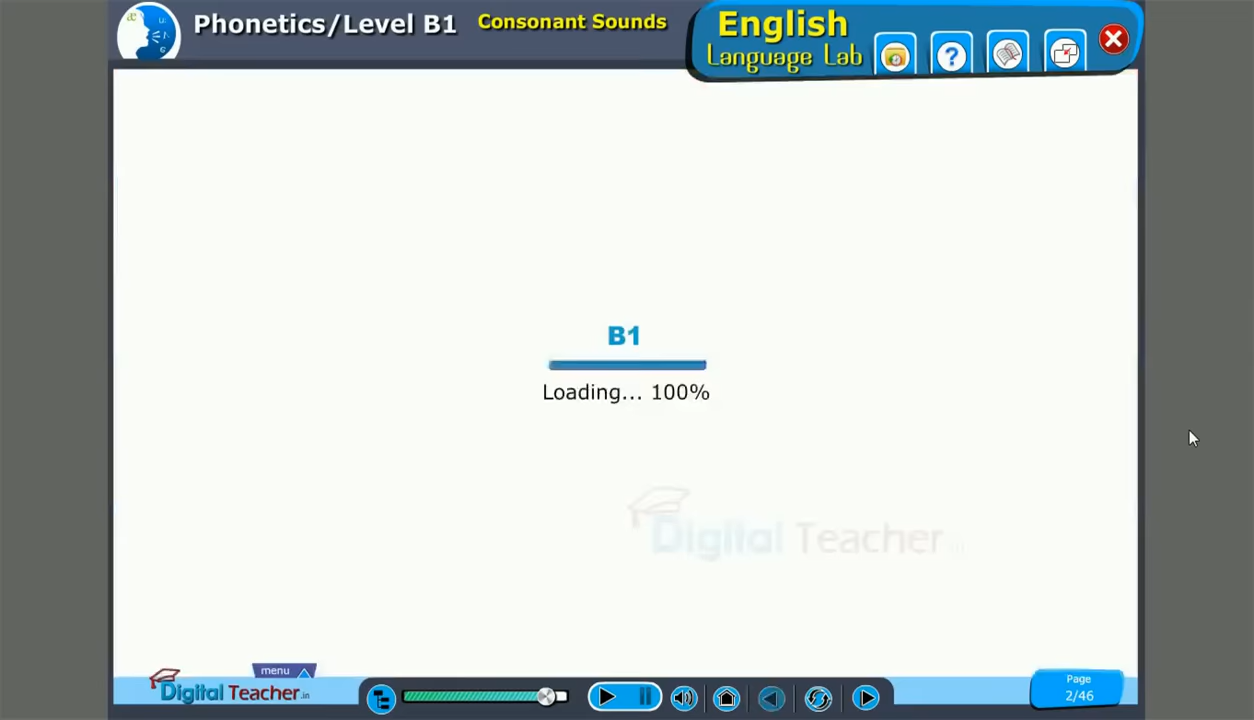 Phonetics/Level B1
Consonant Sounds
English
Language Lab
B1
Loading... 100%
Digital Teacher.in
menu
Digital Teacher.in
Page
2/46